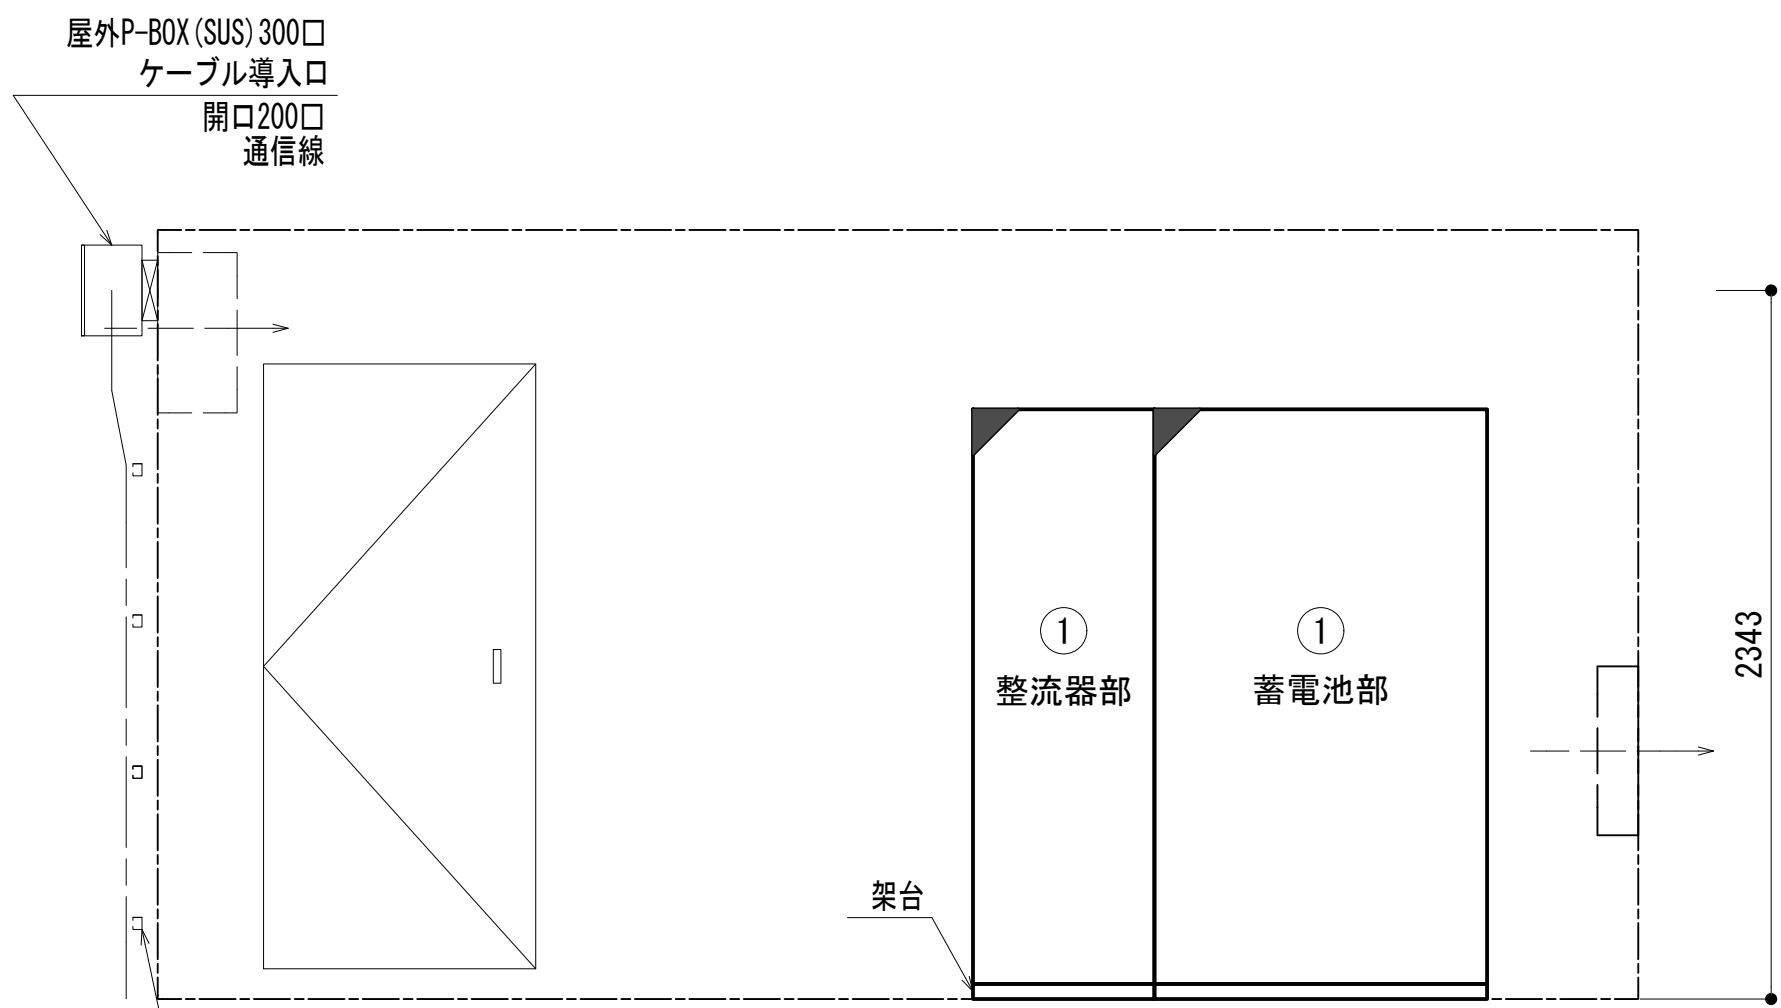 屋外P-BOX(SUS)300□
ケーブル導入口
開口200□
通信線
①
整流器部
①
蓄電池部
2343
架台